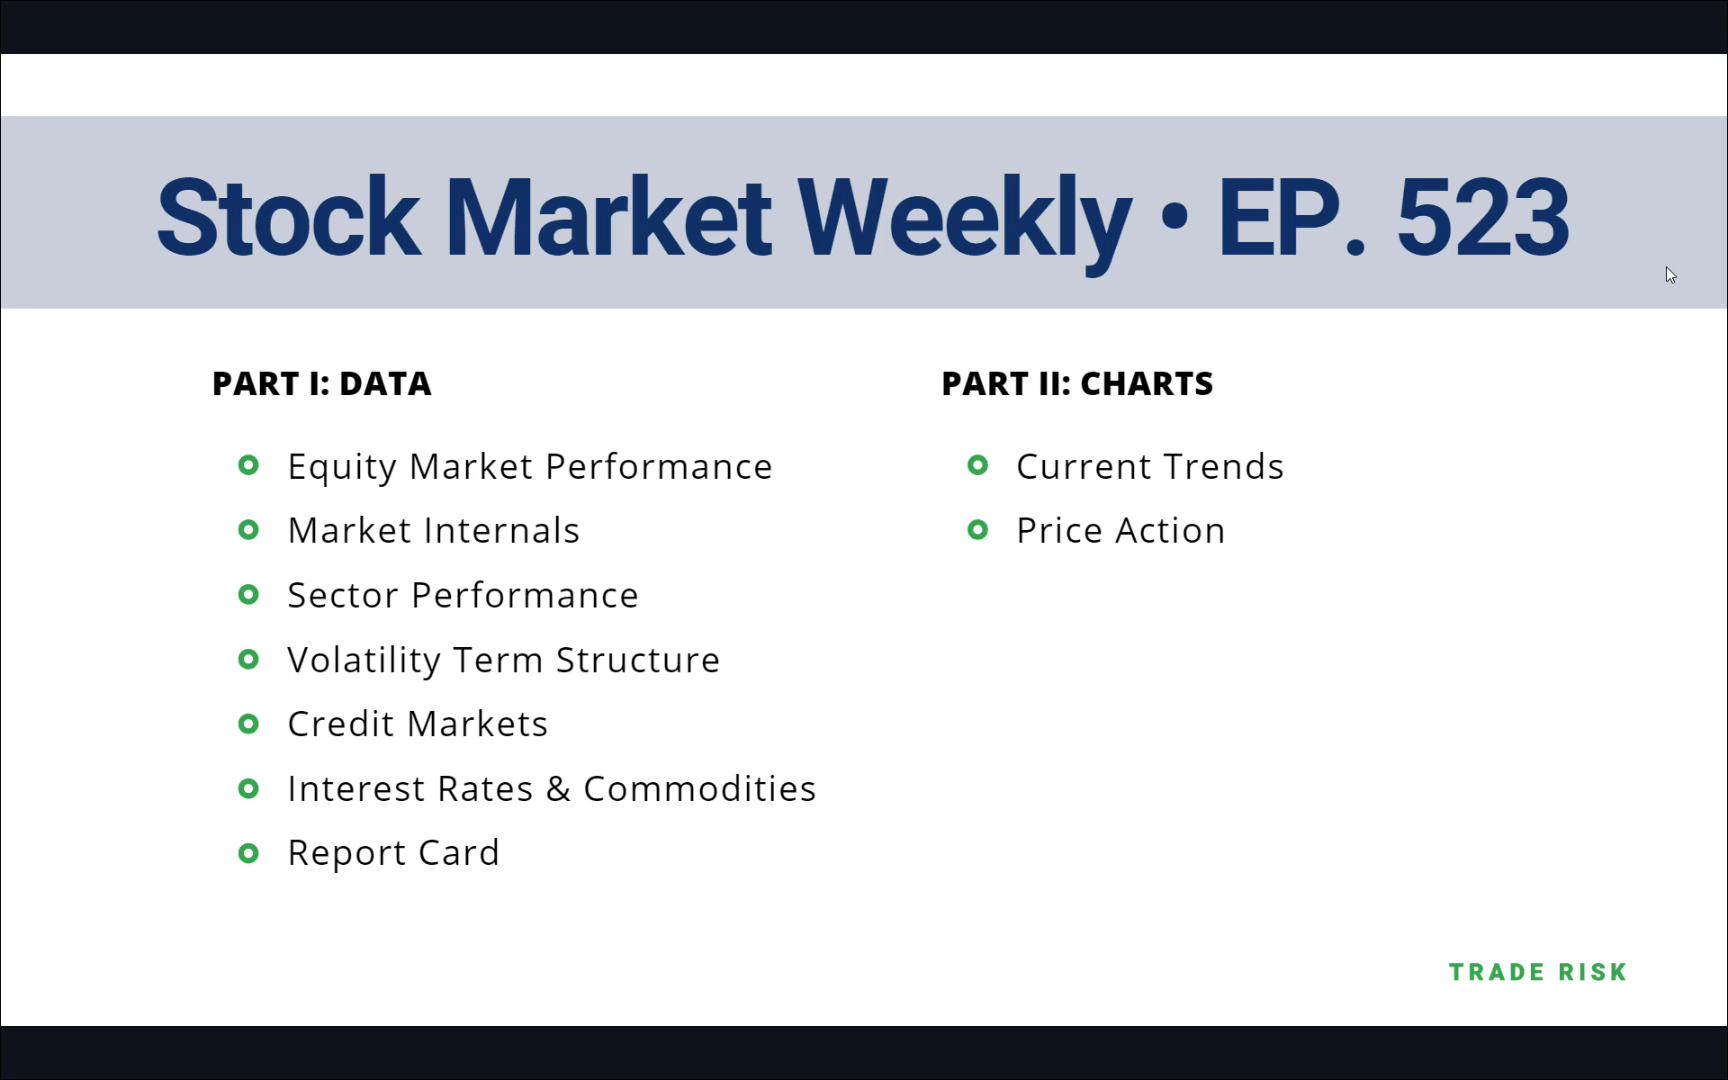 Stock Market Weekly • EP. 523
PART I: DATA
Equity Market Performance
Market Internals
Sector Performance
Volatility Term Structure
Credit Markets
Interest Rates & Commodities
Report Card
PART II: CHARTS
Current Trends
Price Action
TRADE RISK